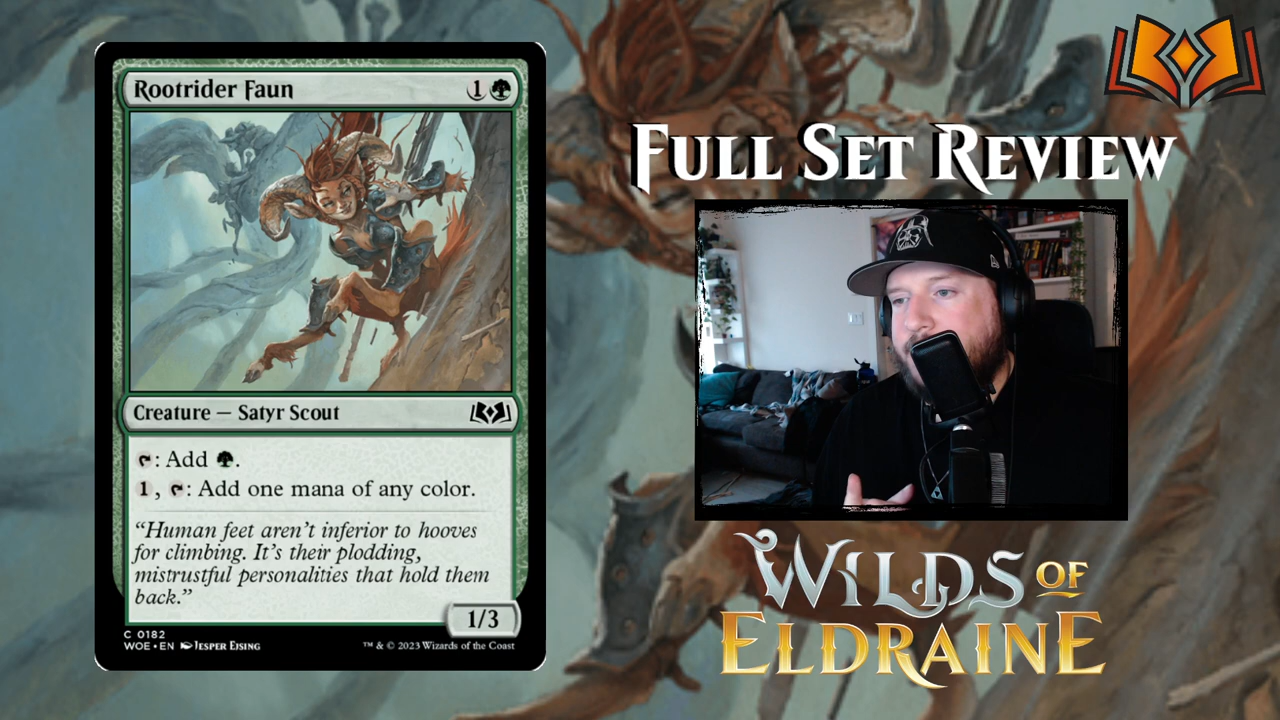 Rootrider Faun 1
Creature — Satyr Scout
: Add .
1, : Add one mana of any color.
“Human feet aren’t inferior to hooves
for climbing. It’s their plodding,
mistrustful personalities that hold them
back.”
1/3
C 0182
WOE • EN JESPER EISING
™ & © 2023 Wizards of the Coast
FULL SET REVIEW
WILDS OF
ELDRAINE